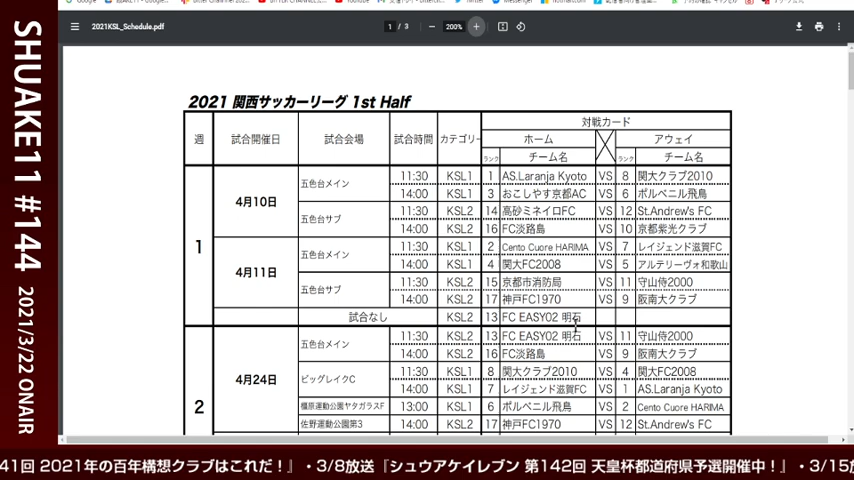 SHUAKE11 #144 2021/3/22 ONAIR
2021KSL_Schedule.pdf
1 / 3
200%
2021 関西サッカーリーグ 1st Half
週 試合開催日 試合会場 試合時間 カテゴリー 対戦カード
ホーム アウェイ
ランク チーム名 ランク チーム名
1
4月10日
五色台メイン 11:30 KSL1 1 AS.Laranja Kyoto VS 8 関大クラブ2010
14:00 KSL1 3 おこしやす京都AC VS 6 ポルベニル飛鳥
五色台サブ 11:30 KSL2 14 高砂ミネイロFC VS 12 St.Andrew's FC
14:00 KSL2 16 FC淡路島 VS 10 京都紫光クラブ
4月11日
五色台メイン 11:30 KSL1 2 Cento Cuore HARIMA VS 7 レイジェンド滋賀FC
14:00 KSL1 4 関大FC2008 VS 5 アルテリーヴォ和歌山
五色台サブ 11:30 KSL2 15 京都市消防局 VS 11 守山侍2000
14:00 KSL2 17 神戸FC1970 VS 9 阪南大クラブ
試合なし KSL2 13 FC EASY02 明石
2
4月24日
五色台メイン 11:30 KSL2 13 FC EASY02 明石 VS 11 守山侍2000
14:00 KSL2 16 FC淡路島 VS 9 阪南大クラブ
ビッグレイクC 11:30 KSL1 8 関大クラブ2010 VS 4 関大FC2008
14:00 KSL1 7 レイジェンド滋賀FC VS 1 AS.Laranja Kyoto
橿原運動公園ヤタガラスF 13:00 KSL1 6 ポルベニル飛鳥 VS 2 Cento Cuore HARIMA
佐野運動公園第3 14:00 KSL2 17 神戸FC1970 VS 12 St.Andrew's FC
41回 2021年の百年構想クラブはこれだ！』・3/8放送『シュウアケイレブン 第142回 天皇杯都道府県予選開催中！』・3/15放